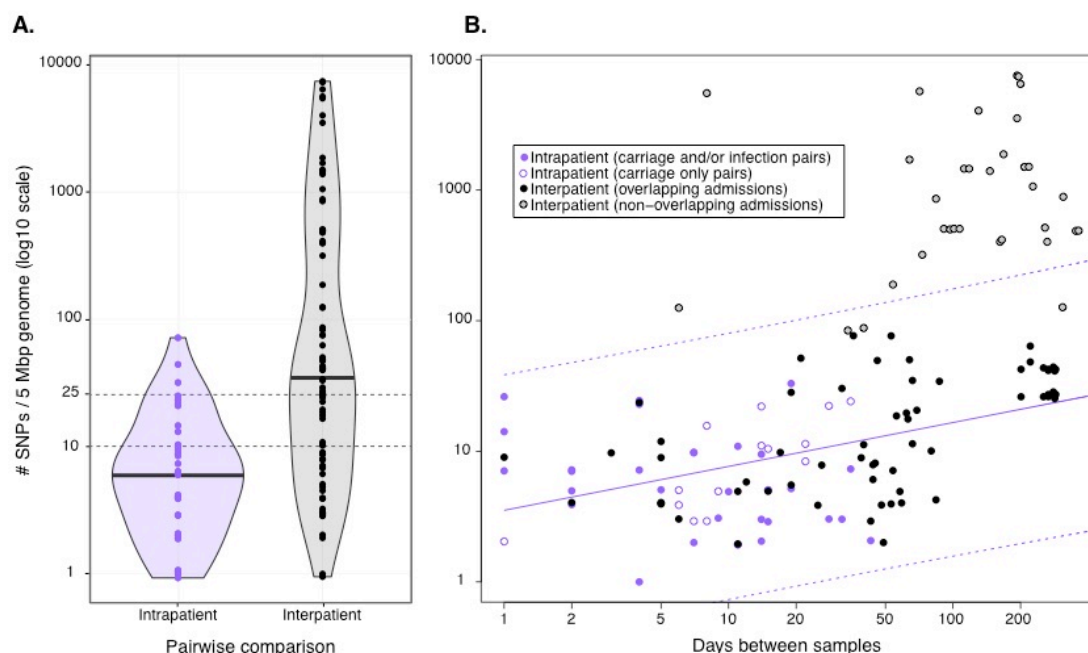 A.
# SNPs / 5 Mbp genome (log10 scale)
10000
1000
100
25
10
1
Intrapatient
Interpatient
Pairwise comparison
B.
10000
1000
100
10
1
Intrapatient (carriage and/or infection pairs)
Intrapatient (carriage only pairs)
Interpatient (overlapping admissions)
Interpatient (non−overlapping admissions)
1
2
5
10
20
50
100
200
Days between samples